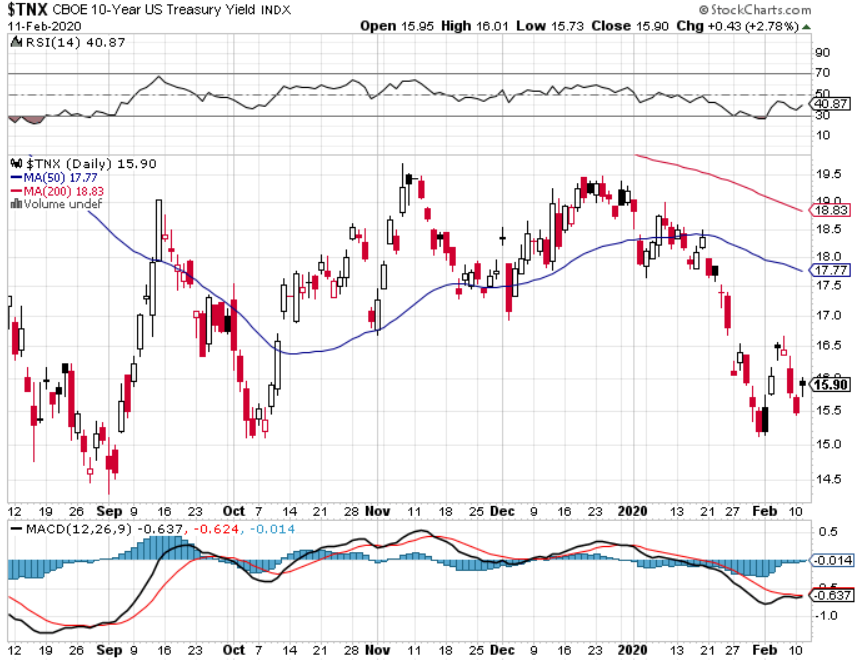 $TNX CBOE 10-Year US Treasury Yield INDX
© StockCharts.com
11-Feb-2020
Open 15.95 High 16.01 Low 15.73 Close 15.90 Chg +0.43 (+2.78%)
RSI(14) 40.87
90
70
50
40.87
30
10
$TNX (Daily) 15.90
MA(50) 17.77
MA(200) 18.83
Volume undef
19.5
19.0
18.83
18.5
18.0
17.77
17.5
17.0
16.5
16.0
15.90
15.5
15.0
14.5
12 19 26 Sep 9 16 23 Oct 7 14 21 28 Nov 11 18 25 Dec 9 16 23 2020 13 21 27 Feb 10
MACD(12,26,9) -0.637, -0.624, -0.014
0.5
-0.014
-0.5
-0.637
-1.0
12 19 26 Sep 9 16 23 Oct 7 14 21 28 Nov 11 18 25 Dec 9 16 23 2020 13 21 27 Feb 10